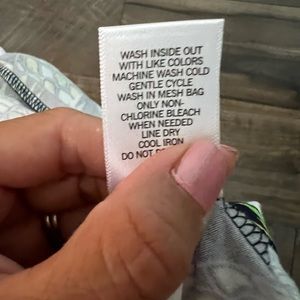 WASH INSIDE OUT
WITH LIKE COLORS
MACHINE WASH COLD
GENTLE CYCLE
WASH IN MESH BAG
ONLY NON-
CHLORINE BLEACH
WHEN NEEDED
LINE DRY
COOL IRON
DO NOT